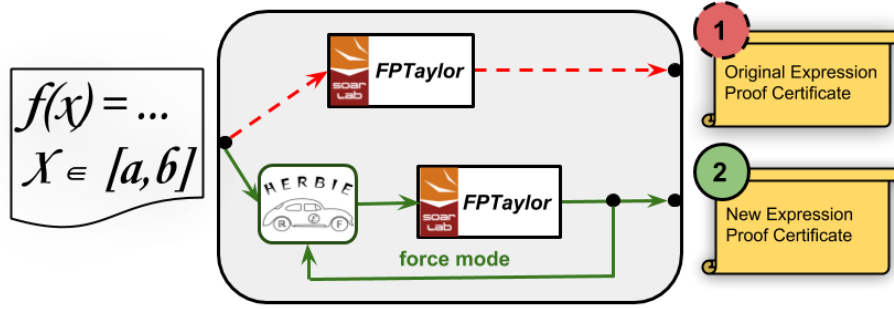 f(x) = ...
X ∈ [a,b]
SOAR
Lab
FPTaylor
HERBIE
R
F
SOAR
Lab
FPTaylor
force mode
1
Original Expression
Proof Certificate
2
New Expression
Proof Certificate